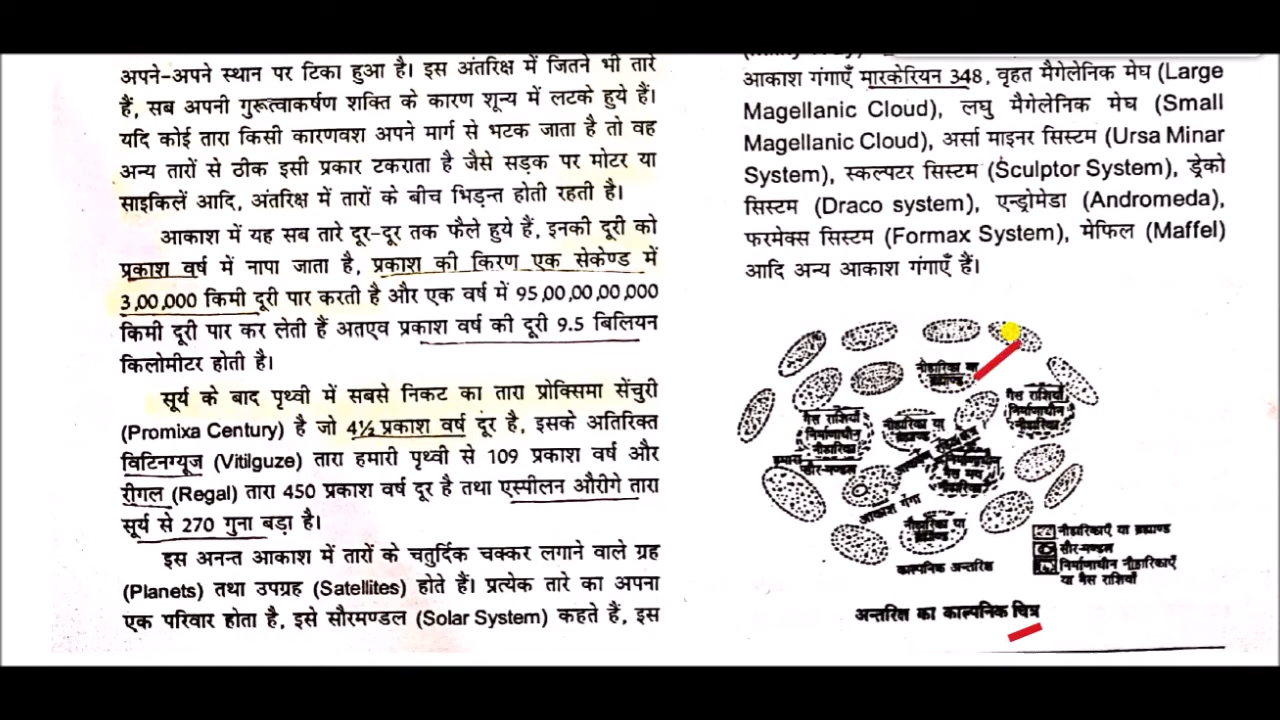 अपने-अपने स्थान पर टिका हुआ है। इस अंतरिक्ष में जितने भी तारे
हैं, सब अपनी गुरूत्वाकर्षण शक्ति के कारण शून्य में लटके हुये हैं।
यदि कोई तारा किसी कारणवश अपने मार्ग से भटक जाता है तो वह
अन्य तारों से ठीक इसी प्रकार टकराता है जैसे सड़क पर मोटर या
साइकिलें आदि, अंतरिक्ष में तारों के बीच भिड़न्त होती रहती है।
आकाश में यह सब तारे दूर-दूर तक फैले हुये हैं, इनकी दूरी को
प्रकाश वर्ष में नापा जाता है, प्रकाश की किरण एक सेकेण्ड में
3,00,000 किमी दूरी पार करती है और एक वर्ष में 95,00,00,00,000
किमी दूरी पार कर लेती हैं अतएव प्रकाश वर्ष की दूरी 9.5 बिलियन
किलोमीटर होती है।
सूर्य के बाद पृथ्वी में सबसे निकट का तारा प्रोक्सिमा सेंचुरी
(Promixa Century) है जो 4½ प्रकाश वर्ष दूर है, इसके अतिरिक्त
विटिनग्यूज (Vitilguze) तारा हमारी पृथ्वी से 109 प्रकाश वर्ष और
रीगल (Regal) तारा 450 प्रकाश वर्ष दूर है तथा एस्पीलन औरीगे तारा
सूर्य से 270 गुना बड़ा है।
इस अनन्त आकाश में तारों के चतुर्दिक चक्कर लगाने वाले ग्रह
(Planets) तथा उपग्रह (Satellites) होते हैं। प्रत्येक तारे का अपना
एक परिवार होता है, इसे सौरमण्डल (Solar System) कहते हैं, इस
आकाश गंगाएँ मारकेरियन 348, वृहत मैगेलेनिक मेघ (Large
Magellanic Cloud), लघु मैगेलेनिक मेघ (Small
Magellanic Cloud), अर्सा माइनर सिस्टम (Ursa Minar
System), स्कल्पटर सिस्टम (Sculptor System), ड्रेको
सिस्टम (Draco system), एन्ड्रोमेडा (Andromeda),
फरमेक्स सिस्टम (Formax System), मेफिल (Maffel)
आदि अन्य आकाश गंगाएँ हैं।
नीहारिका या
ब्रह्माण्ड
गैस राशियाँ
निर्माणाधीन
नीहारिका
गैस राशियाँ
निर्माणाधीन
नीहारिका
नीहारिका या
ब्रह्माण्ड
हमारा
सौर-मण्डल
आकाश गंगा
नीहारिका या
ब्रह्माण्ड
नीहारिकाएँ या ब्रह्माण्ड
सौर-मण्डल
निर्माणाधीन नीहारिकाएँ
या गैस राशियाँ
काल्पनिक अन्तरिक्ष
अन्तरिक्ष का काल्पनिक चित्र